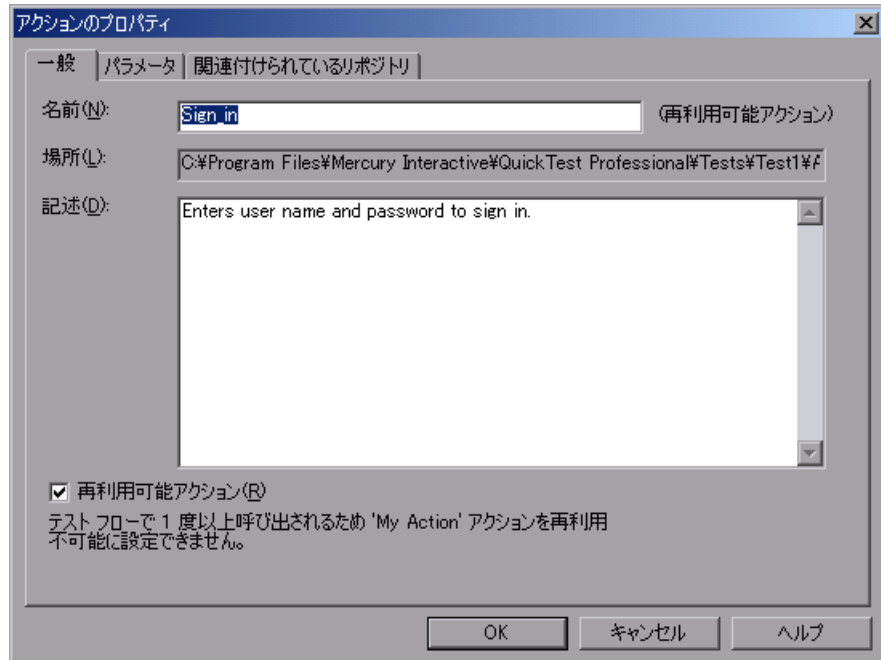 アクションのプロパティ
一般 パラメータ 関連付けられているリポジトリ
名前(N): Sign_in (再利用可能アクション)
場所(L): C:¥Program Files¥Mercury Interactive¥QuickTest Professional¥Tests¥Test1¥
記述(D): Enters user name and password to sign in.
再利用可能アクション(R)
テスト フローで 1 度以上呼び出されるため 'My Action' アクションを再利用
不可能に設定できません。
OK キャンセル ヘルプ